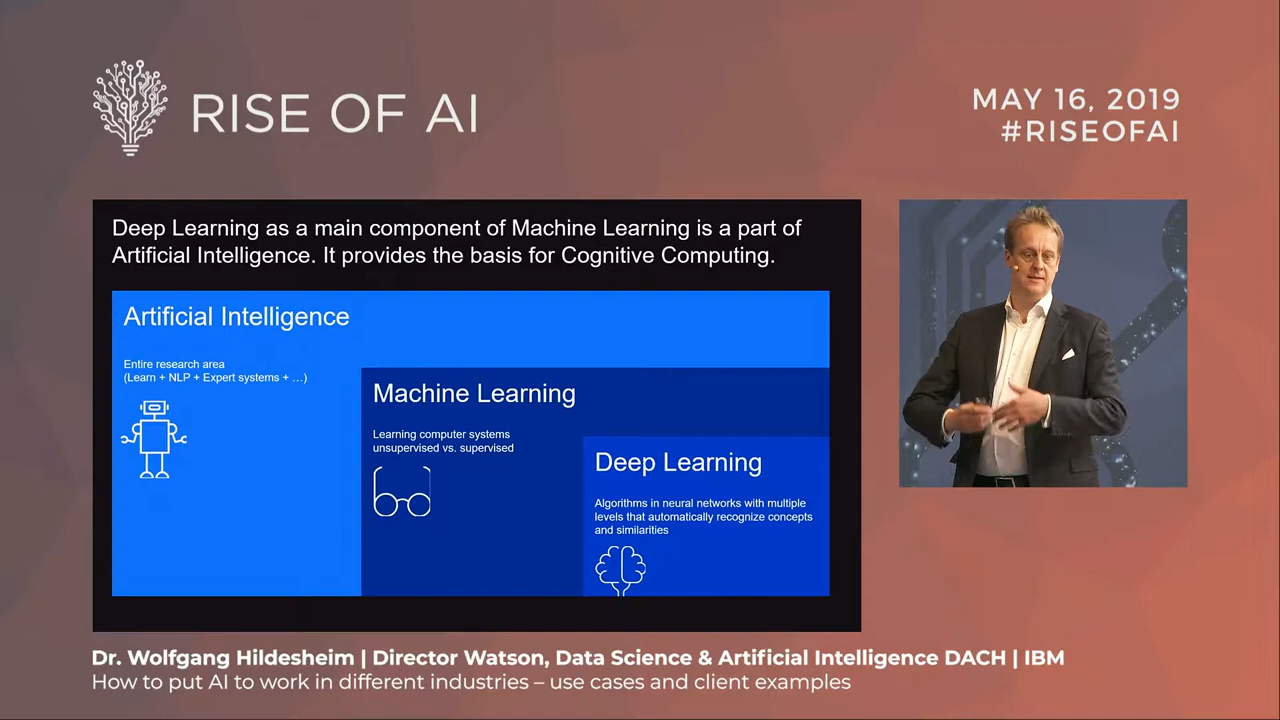 RISE OF AI
MAY 16, 2019
#RISEOFAI
Deep Learning as a main component of Machine Learning is a part of
Artificial Intelligence. It provides the basis for Cognitive Computing.
Artificial Intelligence
Entire research area
(Learn + NLP + Expert systems + …)
Machine Learning
Learning computer systems
unsupervised vs. supervised
Deep Learning
Algorithms in neural networks with multiple
levels that automatically recognize concepts
and similarities
Dr. Wolfgang Hildesheim | Director Watson, Data Science & Artificial Intelligence DACH | IBM
How to put AI to work in different industries – use cases and client examples